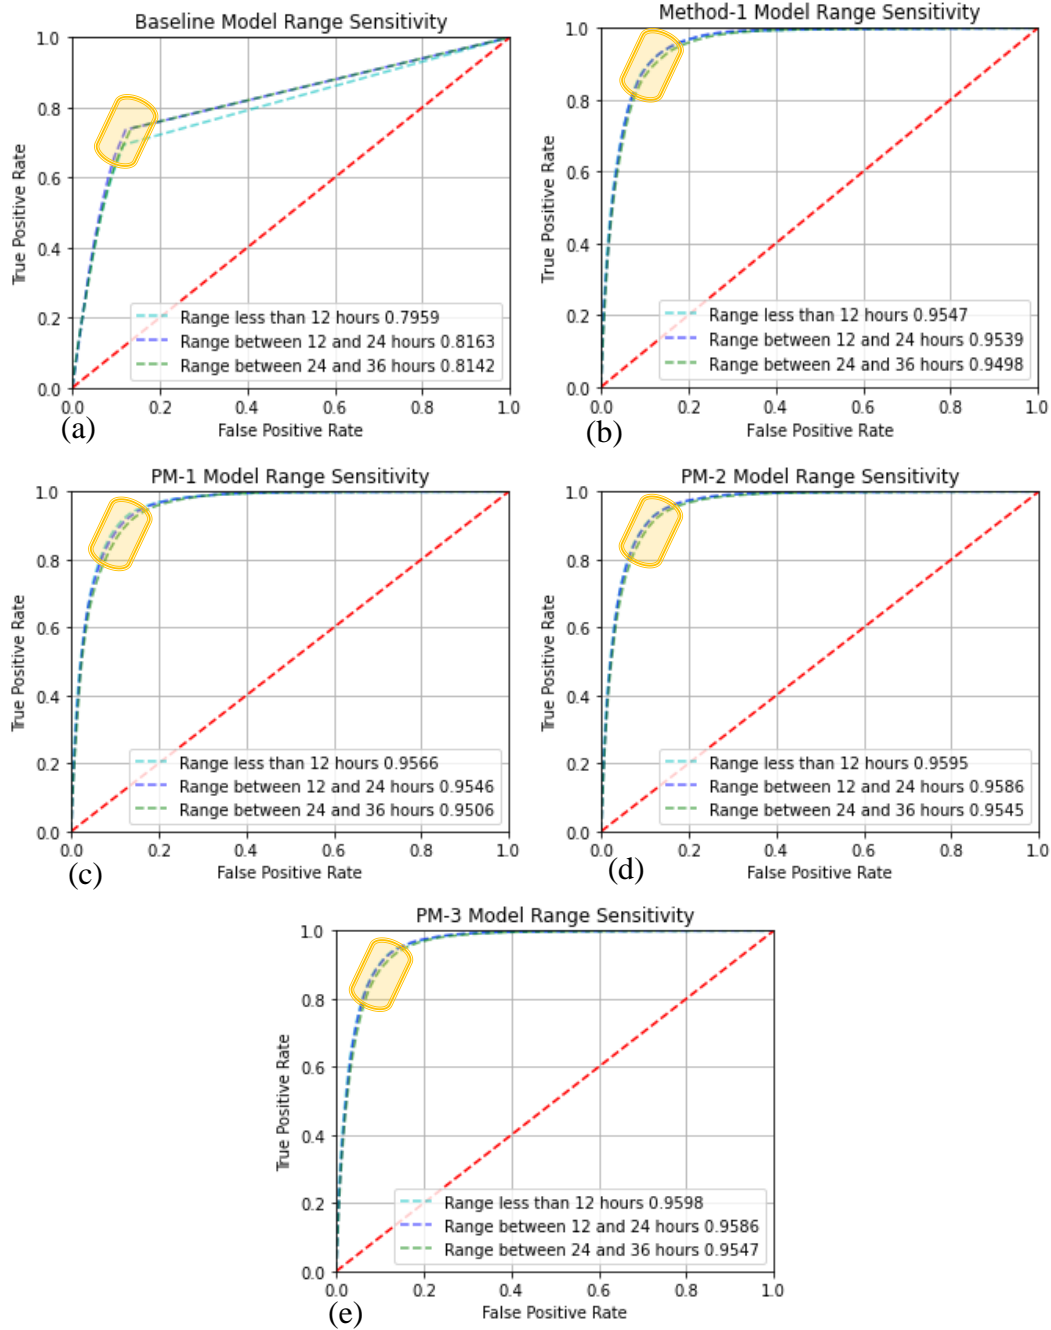 Baseline Model Range Sensitivity
1.0
0.8
0.6
0.4
0.2
0.0
True Positive Rate
Range less than 12 hours 0.7959
Range between 12 and 24 hours 0.8163
Range between 24 and 36 hours 0.8142
0.0 0.2 0.4 0.6 0.8 1.0
False Positive Rate
(a)
Method-1 Model Range Sensitivity
1.0
0.8
0.6
0.4
0.2
0.0
True Positive Rate
Range less than 12 hours 0.9547
Range between 12 and 24 hours 0.9539
Range between 24 and 36 hours 0.9498
0.0 0.2 0.4 0.6 0.8 1.0
False Positive Rate
(b)
PM-1 Model Range Sensitivity
1.0
0.8
0.6
0.4
0.2
0.0
True Positive Rate
Range less than 12 hours 0.9566
Range between 12 and 24 hours 0.9546
Range between 24 and 36 hours 0.9506
0.0 0.2 0.4 0.6 0.8 1.0
False Positive Rate
(c)
PM-2 Model Range Sensitivity
1.0
0.8
0.6
0.4
0.2
0.0
True Positive Rate
Range less than 12 hours 0.9595
Range between 12 and 24 hours 0.9586
Range between 24 and 36 hours 0.9545
0.0 0.2 0.4 0.6 0.8 1.0
False Positive Rate
(d)
PM-3 Model Range Sensitivity
1.0
0.8
0.6
0.4
0.2
0.0
True Positive Rate
Range less than 12 hours 0.9598
Range between 12 and 24 hours 0.9586
Range between 24 and 36 hours 0.9547
0.0 0.2 0.4 0.6 0.8 1.0
False Positive Rate
(e)